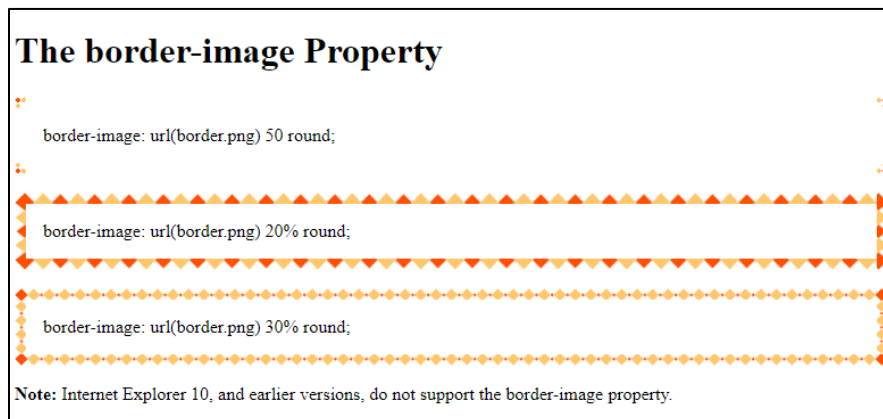 The border-image Property
border-image: url(border.png) 50 round;
border-image: url(border.png) 20% round;
border-image: url(border.png) 30% round;
Note: Internet Explorer 10, and earlier versions, do not support the border-image property.